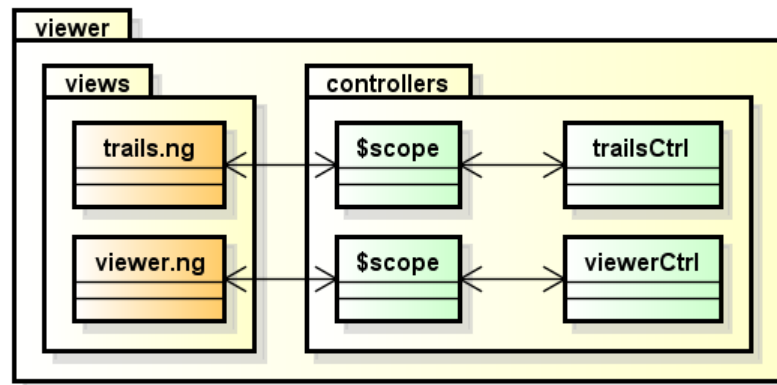 viewer
views
controllers
trails.ng
$scope
trailsCtrl
viewer.ng
$scope
viewerCtrl